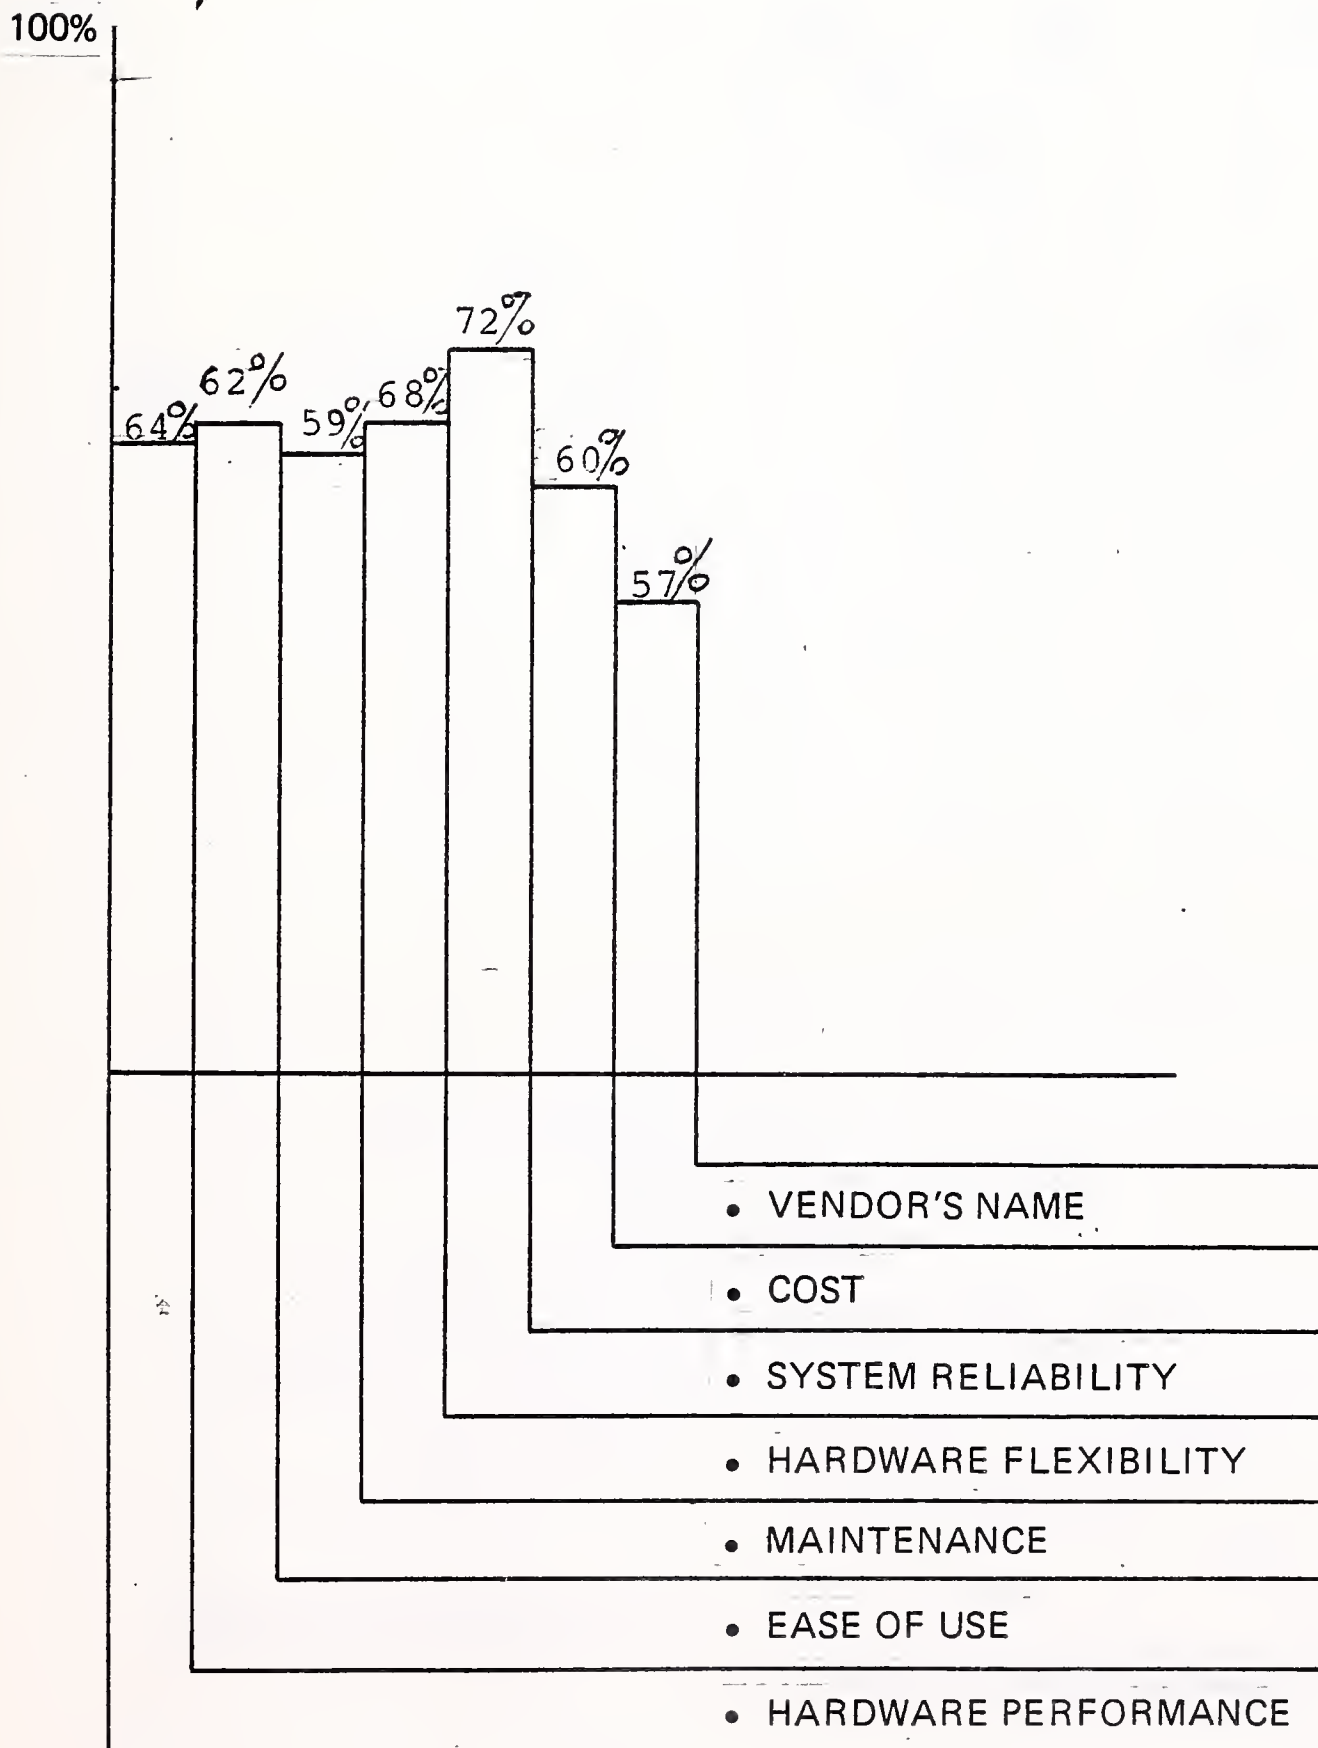 100%
72%
62%
68%
59%
64%
60%
57%
• VENDOR'S NAME
• COST
• SYSTEM RELIABILITY
• HARDWARE FLEXIBILITY
• MAINTENANCE
• EASE OF USE
• HARDWARE PERFORMANCE